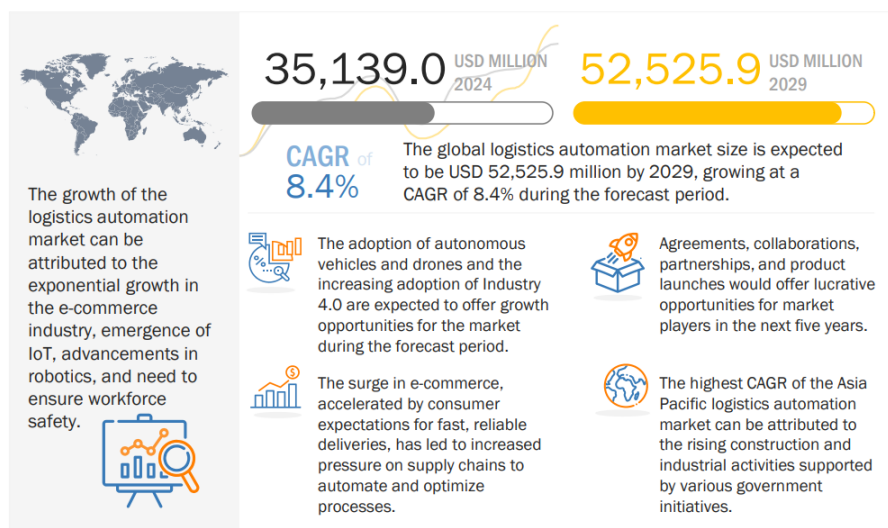 35,139.0
USD MILLION
2024
52,525.9
USD MILLION
2029
CAGR of
8.4%
The global logistics automation market size is expected
to be USD 52,525.9 million by 2029, growing at a
CAGR of 8.4% during the forecast period.
The growth of the
logistics automation
market can be
attributed to the
exponential growth in
the e-commerce
industry, emergence of
IoT, advancements in
robotics, and need to
ensure workforce
safety.
The adoption of autonomous
vehicles and drones and the
increasing adoption of Industry
4.0 are expected to offer growth
opportunities for the market
during the forecast period.
Agreements, collaborations,
partnerships, and product
launches would offer lucrative
opportunities for market
players in the next five years.
The surge in e-commerce,
accelerated by consumer
expectations for fast, reliable
deliveries, has led to increased
pressure on supply chains to
automate and optimize
processes.
The highest CAGR of the Asia
Pacific logistics automation
market can be attributed to
the rising construction and
industrial activities supported
by various government
initiatives.